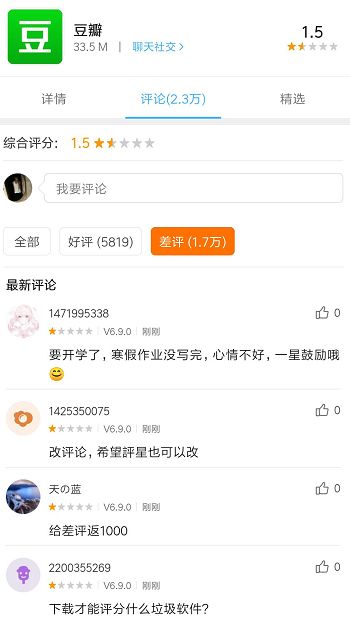 豆
豆瓣
33.5 M | 聊天社交 >
1.5
详情
评论(2.3万)
精选
综合评分： 1.5
我要评论
全部
好评 (5819)
差评 (1.7万)
最新评论
1471995338
0
V6.9.0 | 刚刚
要开学了，寒假作业没写完，心情不好，一星鼓励哦
😊
1425350075
0
V6.9.0 | 刚刚
改评论，希望評星也可以改
天の蓝
0
V6.9.0 | 刚刚
给差评返1000
2200355269
0
V6.9.0 | 刚刚
下载才能评分什么垃圾软件？